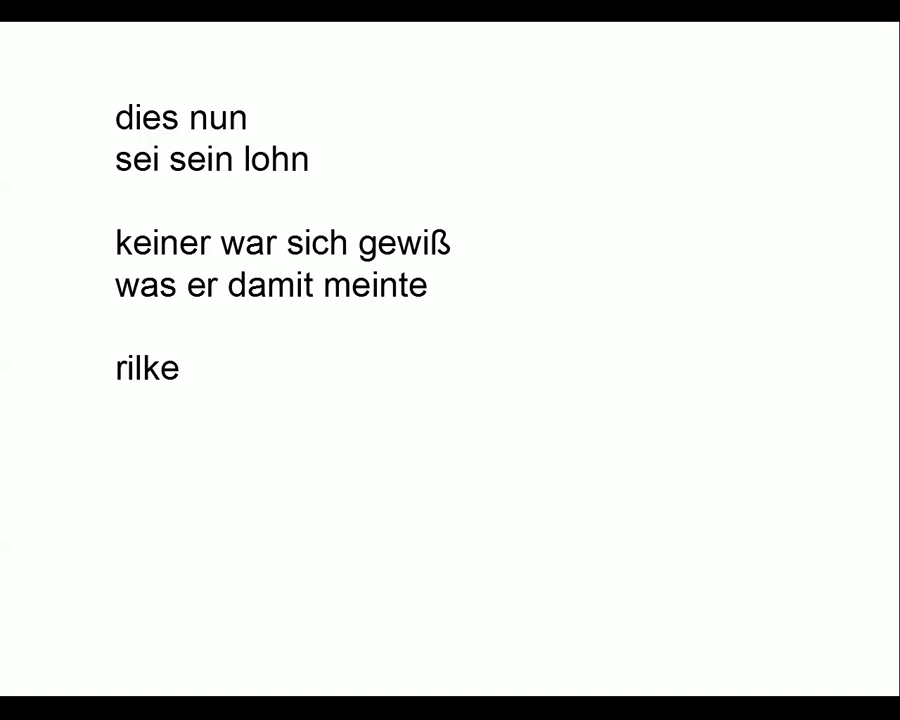 dies nun
sei sein lohn
keiner war sich gewiß
was er damit meinte
rilke